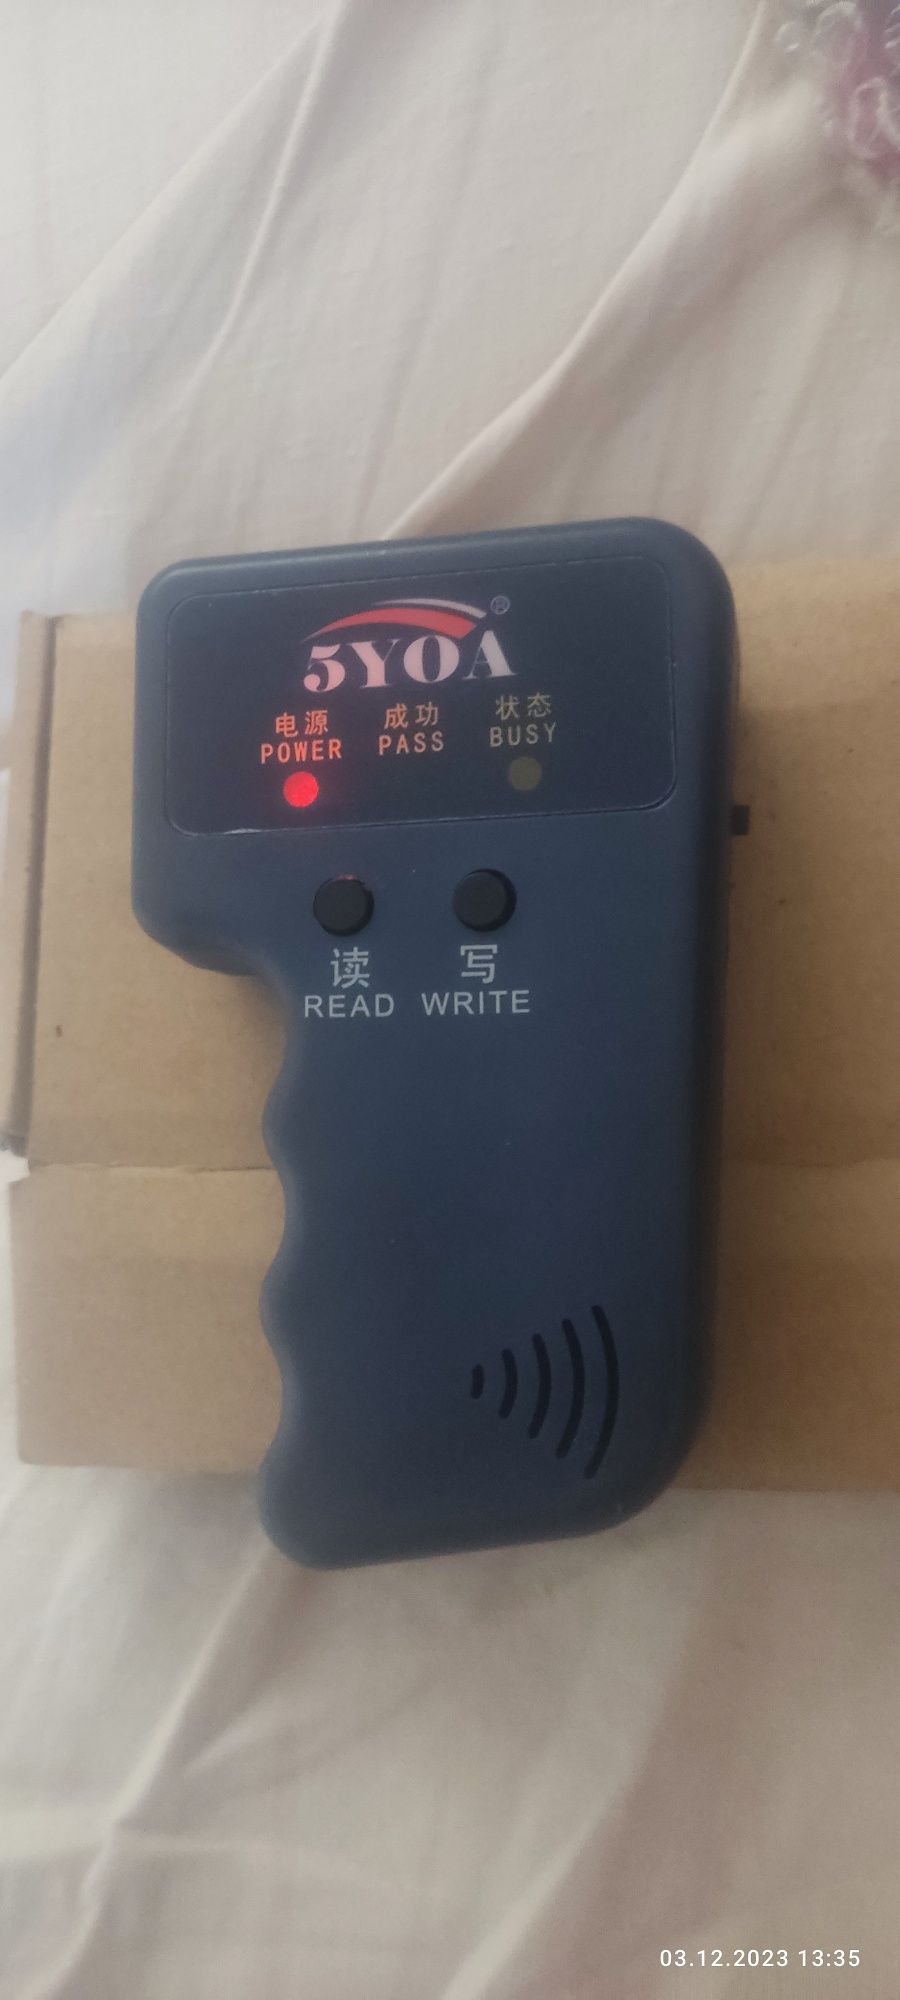 ®
5YOA
电源 成功 状态
POWER PASS BUSY
读 写
READ WRITE
03.12.2023 13:35